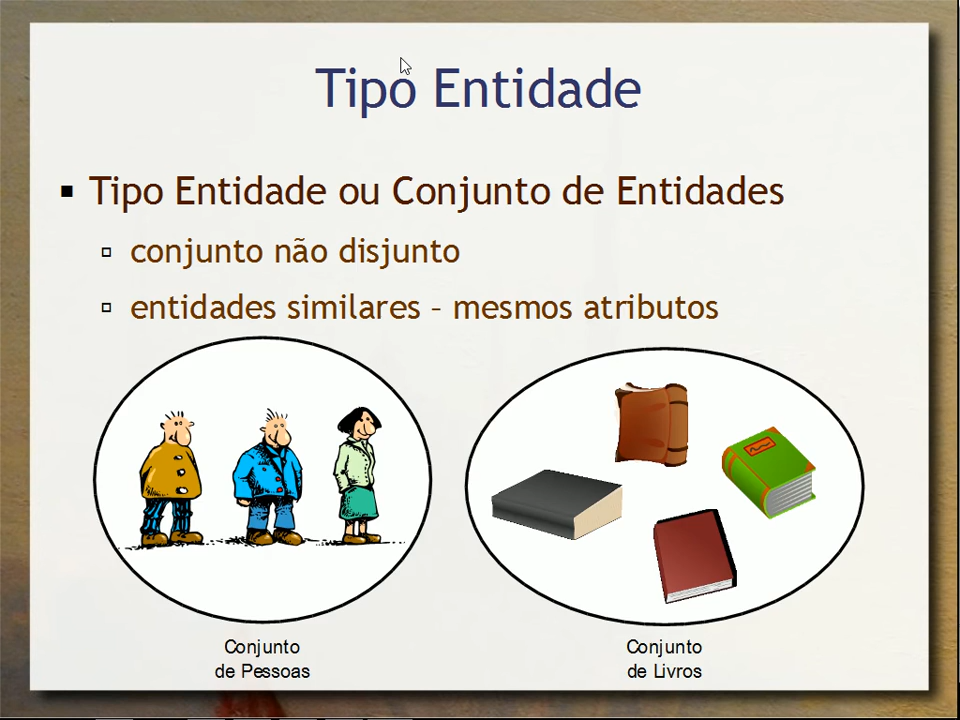 Tipo Entidade
Tipo Entidade ou Conjunto de Entidades
conjunto não disjunto
entidades similares – mesmos atributos
Conjunto
de Pessoas
Conjunto
de Livros